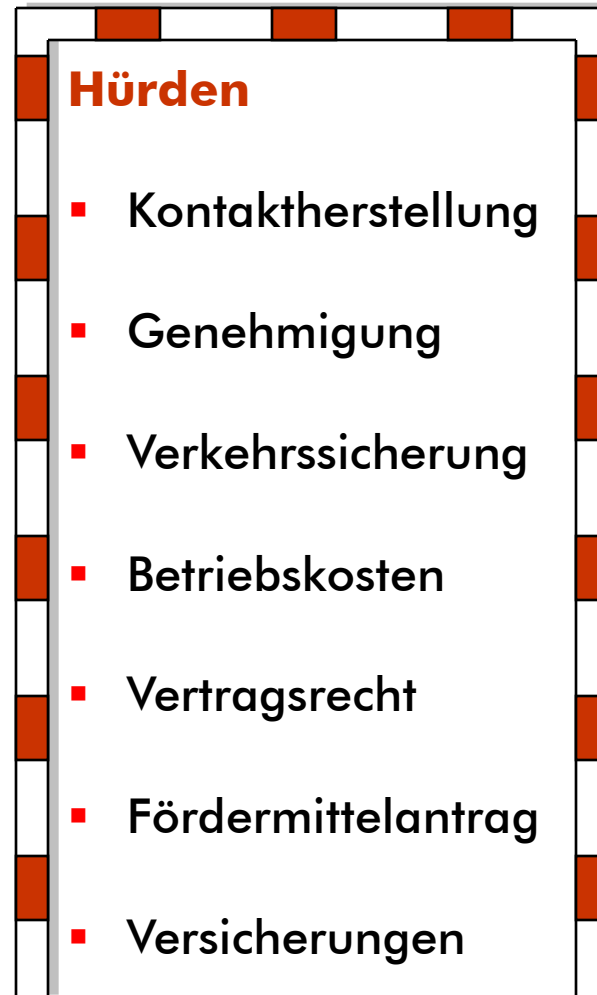 Hürden
Kontaktherstellung
Genehmigung
Verkehrssicherung
Betriebskosten
Vertragsrecht
Fördermittelantrag
Versicherungen